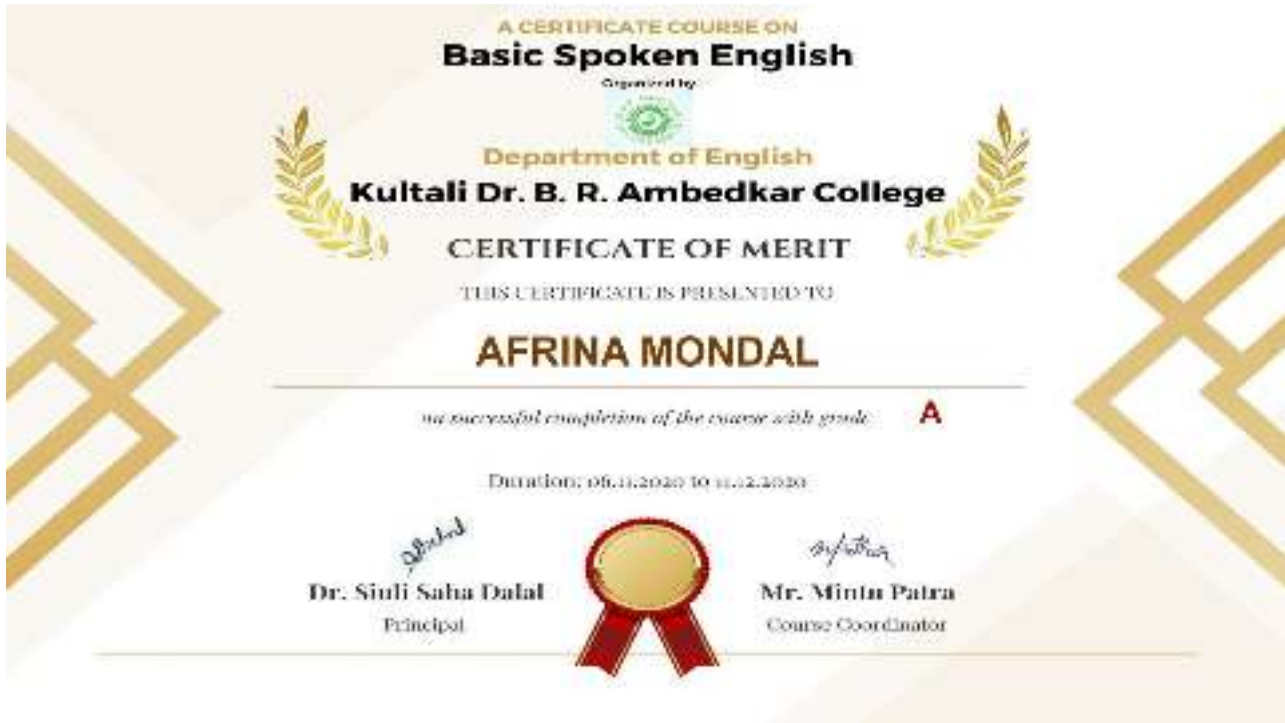 A CERTIFICATE COURSE ON
Basic Spoken English
Organized by
Department of English
Kultali Dr. B. R. Ambedkar College
CERTIFICATE OF MERIT
THIS CERTIFICATE IS PRESENTED TO
AFRINA MONDAL
on successful completion of the course with grade A
Duration: 06.11.2020 to 11.12.2020
Dr. Siuli Saha Dalal
Principal
Mr. Mintu Patra
Course Coordinator